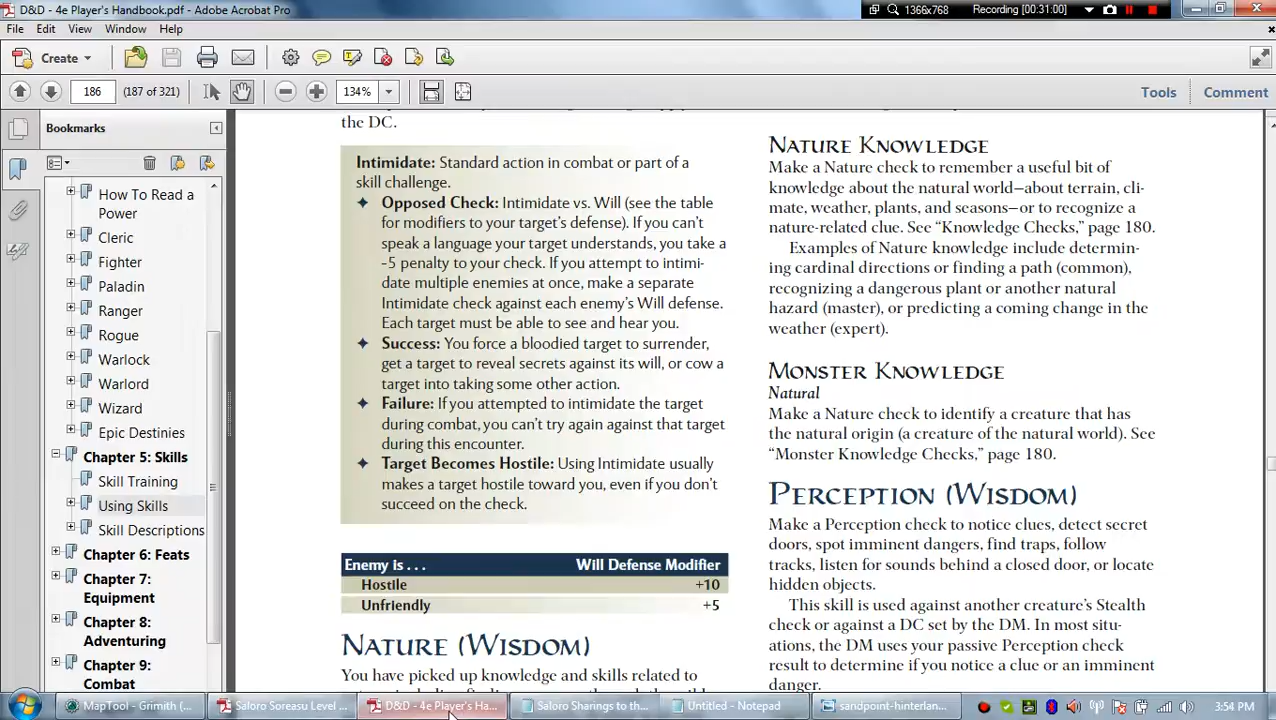 D&D - 4e Player's Handbook.pdf - Adobe Acrobat Pro
1366x768
Recording [00:31:00]
File Edit View Window Help
Create
186 (187 of 321)
134%
Tools Comment
Bookmarks
How To Read a
Power
Cleric
Fighter
Paladin
Ranger
Rogue
Warlock
Warlord
Wizard
Epic Destinies
Chapter 5: Skills
Skill Training
Using Skills
Skill Descriptions
Chapter 6: Feats
Chapter 7:
Equipment
Chapter 8:
Adventuring
Chapter 9:
Combat
the DC.
Intimidate: Standard action in combat or part of a
skill challenge.
✦ Opposed Check: Intimidate vs. Will (see the table
for modifiers to your target's defense). If you can't
speak a language your target understands, you take a
-5 penalty to your check. If you attempt to intimi-
date multiple enemies at once, make a separate
Intimidate check against each enemy's Will defense.
Each target must be able to see and hear you.
✦ Success: You force a bloodied target to surrender,
get a target to reveal secrets against its will, or cow a
target into taking some other action.
✦ Failure: If you attempted to intimidate the target
during combat, you can't try again against that target
during this encounter.
✦ Target Becomes Hostile: Using Intimidate usually
makes a target hostile toward you, even if you don't
succeed on the check.
Enemy is . . . Will Defense Modifier
Hostile +10
Unfriendly +5
Nature (Wisdom)
You have picked up knowledge and skills related to
Nature Knowledge
Make a Nature check to remember a useful bit of
knowledge about the natural world—about terrain, cli-
mate, weather, plants, and seasons—or to recognize a
nature-related clue. See “Knowledge Checks,” page 180.
Examples of Nature knowledge include determin-
ing cardinal directions or finding a path (common),
recognizing a dangerous plant or another natural
hazard (master), or predicting a coming change in the
weather (expert).
Monster Knowledge
Natural
Make a Nature check to identify a creature that has
the natural origin (a creature of the natural world). See
“Monster Knowledge Checks,” page 180.
Perception (Wisdom)
Make a Perception check to notice clues, detect secret
doors, spot imminent dangers, find traps, follow
tracks, listen for sounds behind a closed door, or locate
hidden objects.
This skill is used against another creature's Stealth
check or against a DC set by the DM. In most situ-
ations, the DM uses your passive Perception check
result to determine if you notice a clue or an imminent
danger.
MapTool - Grimith (... Saloro Soreasu Level ... D&D - 4e Player's Ha... Saloro Sharings to th... Untitled - Notepad sandpoint-hinterlan... 3:54 PM